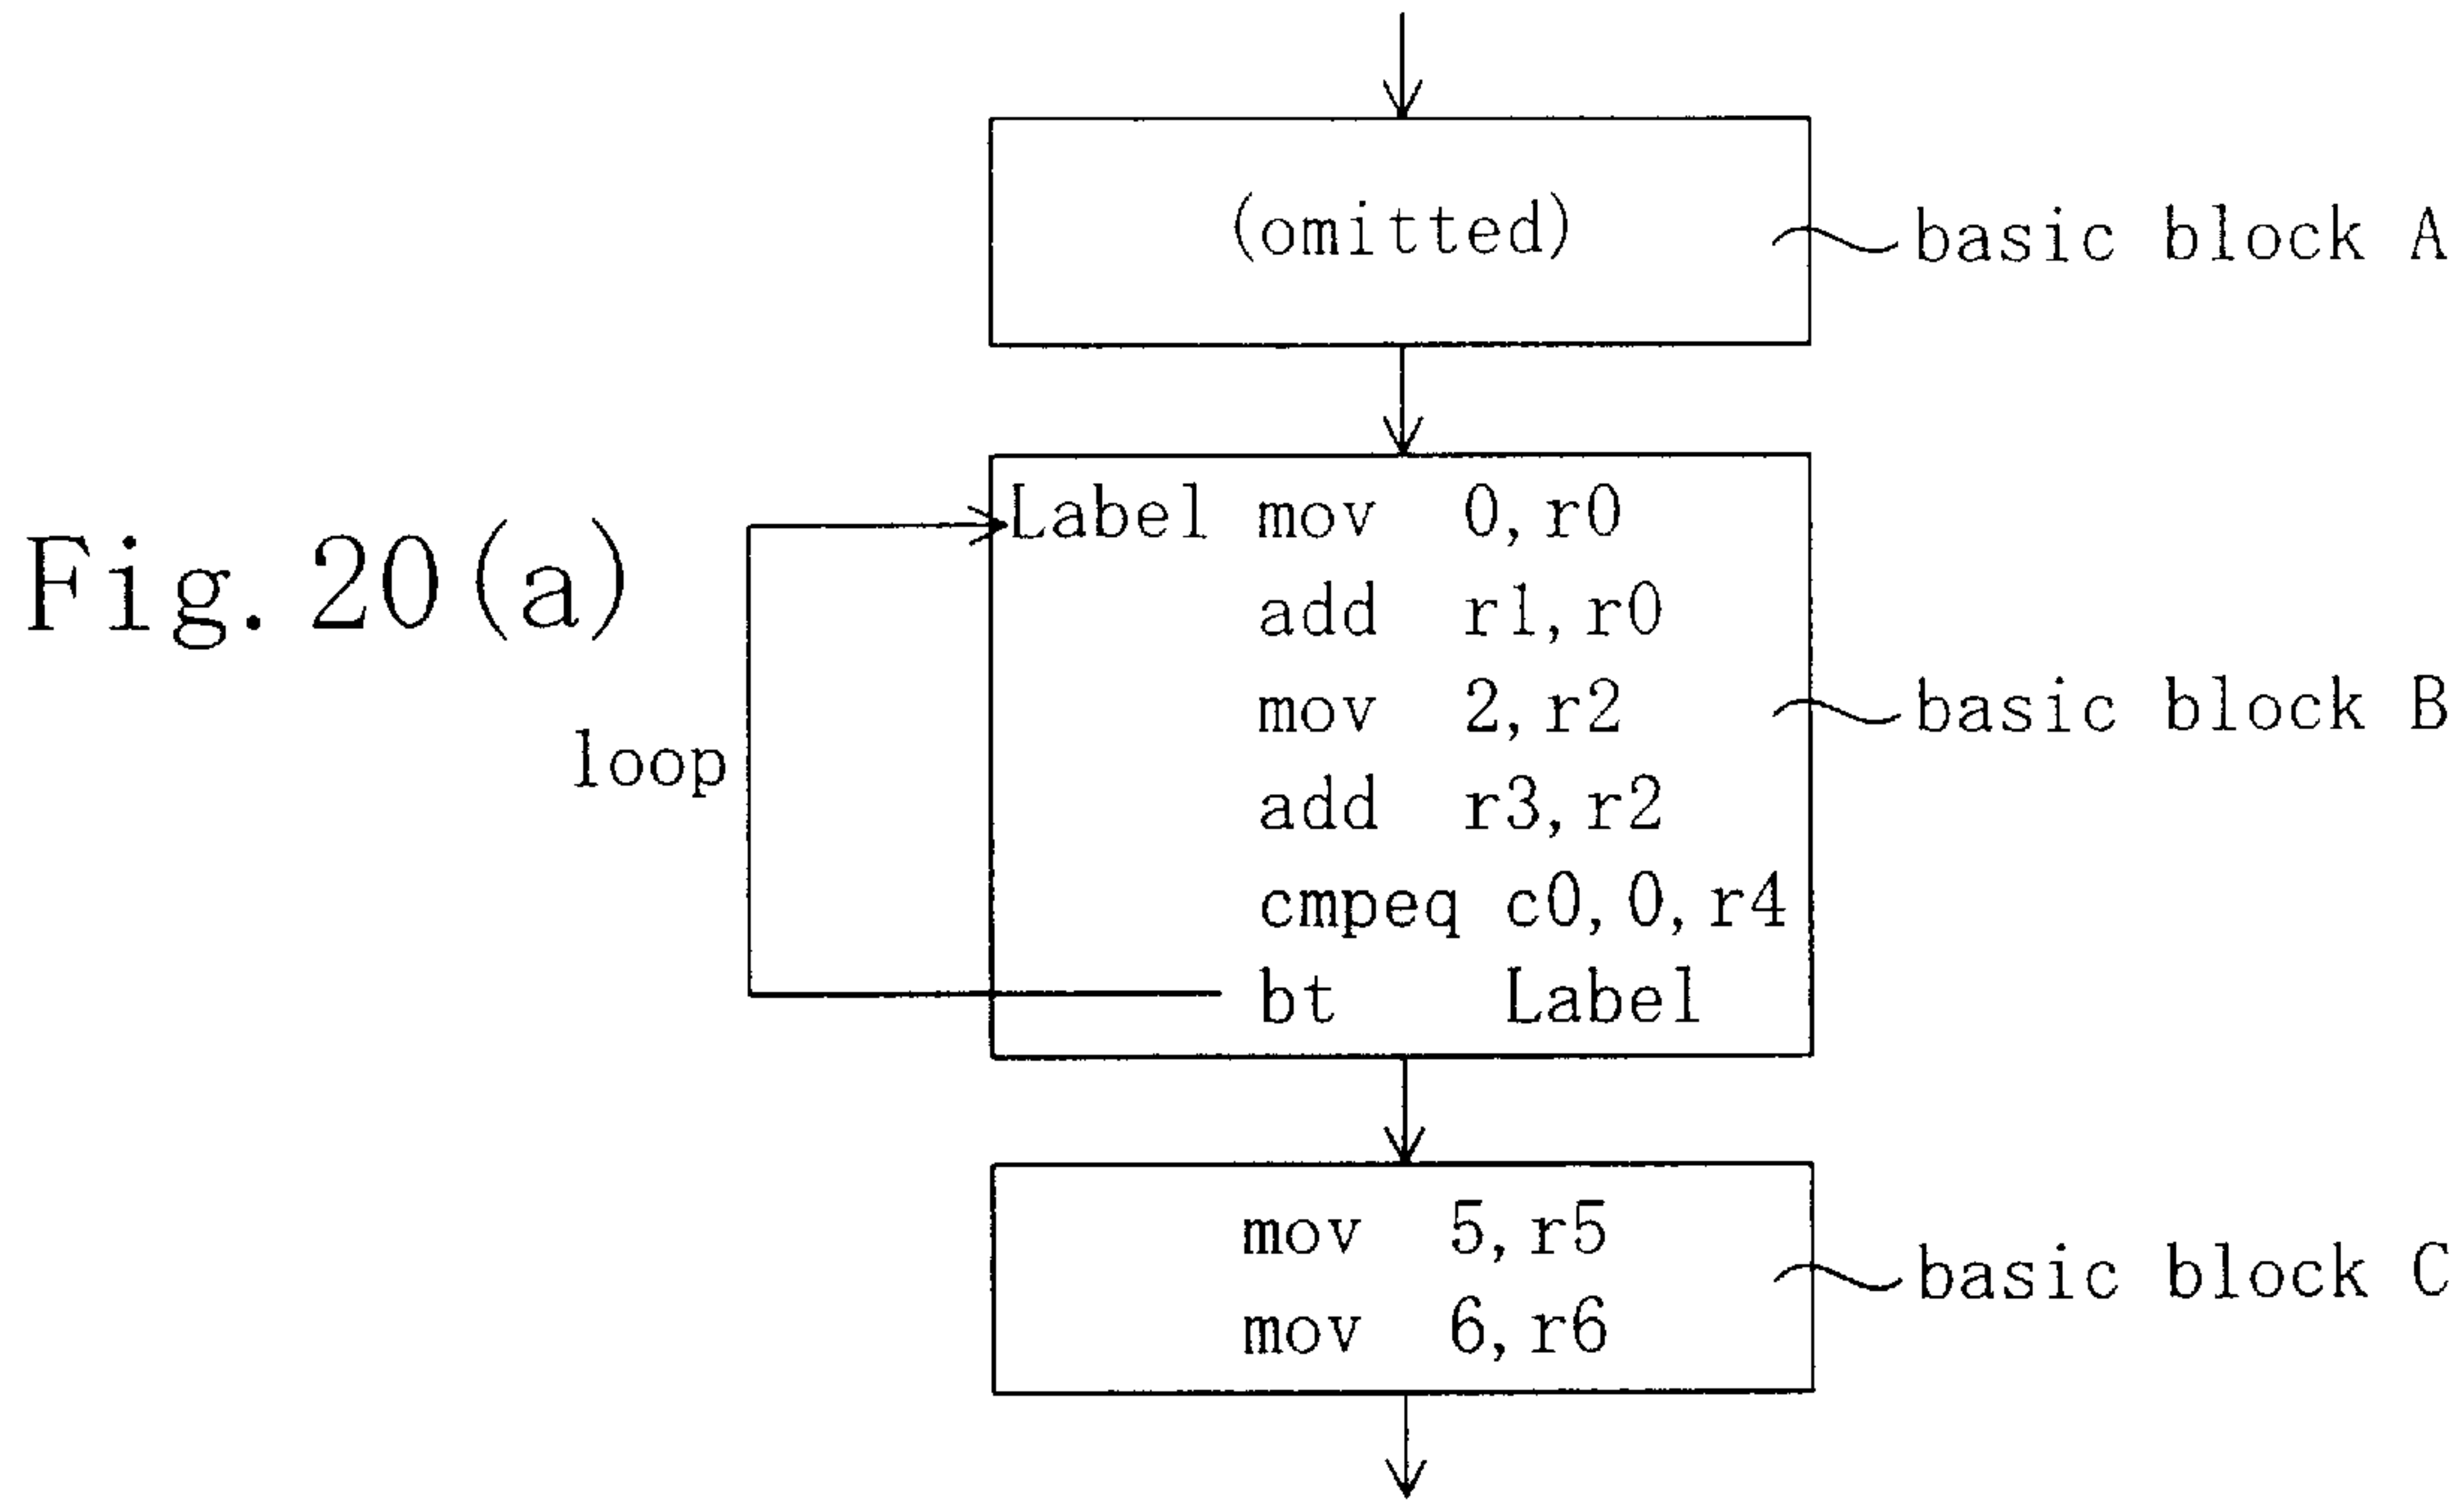 (omitted)
basic block A
Fig. 20(a)
loop
Label mov 0,r0
add r1,r0
mov 2,r2
add r3,r2
cmpeq c0,0,r4
bt Label
basic block B
mov 5,r5
mov 6,r6
basic block C